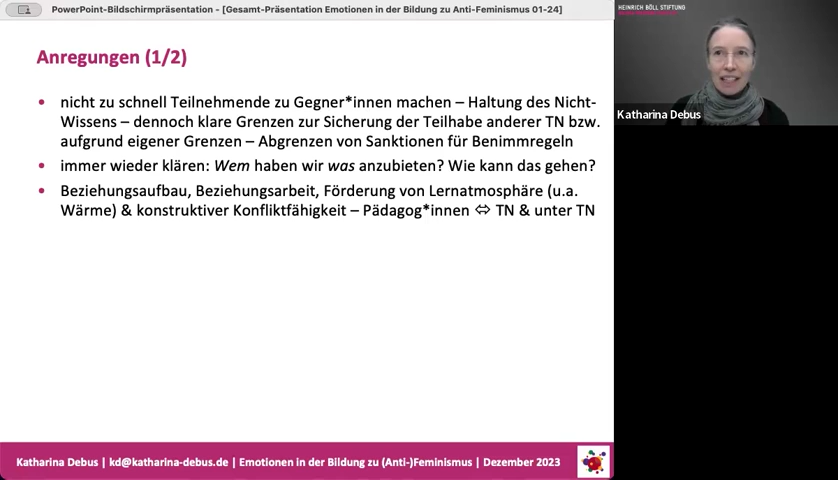 PowerPoint-Bildschirmpräsentation - [Gesamt-Präsentation Emotionen in der Bildung zu Anti-Feminismus 01-24]
HEINRICH BÖLL STIFTUNG
Katharina Debus
Anregungen (1/2)
• nicht zu schnell Teilnehmende zu Gegner*innen machen – Haltung des Nicht-
Wissens – dennoch klare Grenzen zur Sicherung der Teilhabe anderer TN bzw.
aufgrund eigener Grenzen – Abgrenzen von Sanktionen für Benimmregeln
• immer wieder klären: Wem haben wir was anzubieten? Wie kann das gehen?
• Beziehungsaufbau, Beziehungsarbeit, Förderung von Lernatmosphäre (u.a.
Wärme) & konstruktiver Konfliktfähigkeit – Pädagog*innen ⇔ TN & unter TN
Katharina Debus | kd@katharina-debus.de | Emotionen in der Bildung zu (Anti-)Feminismus | Dezember 2023